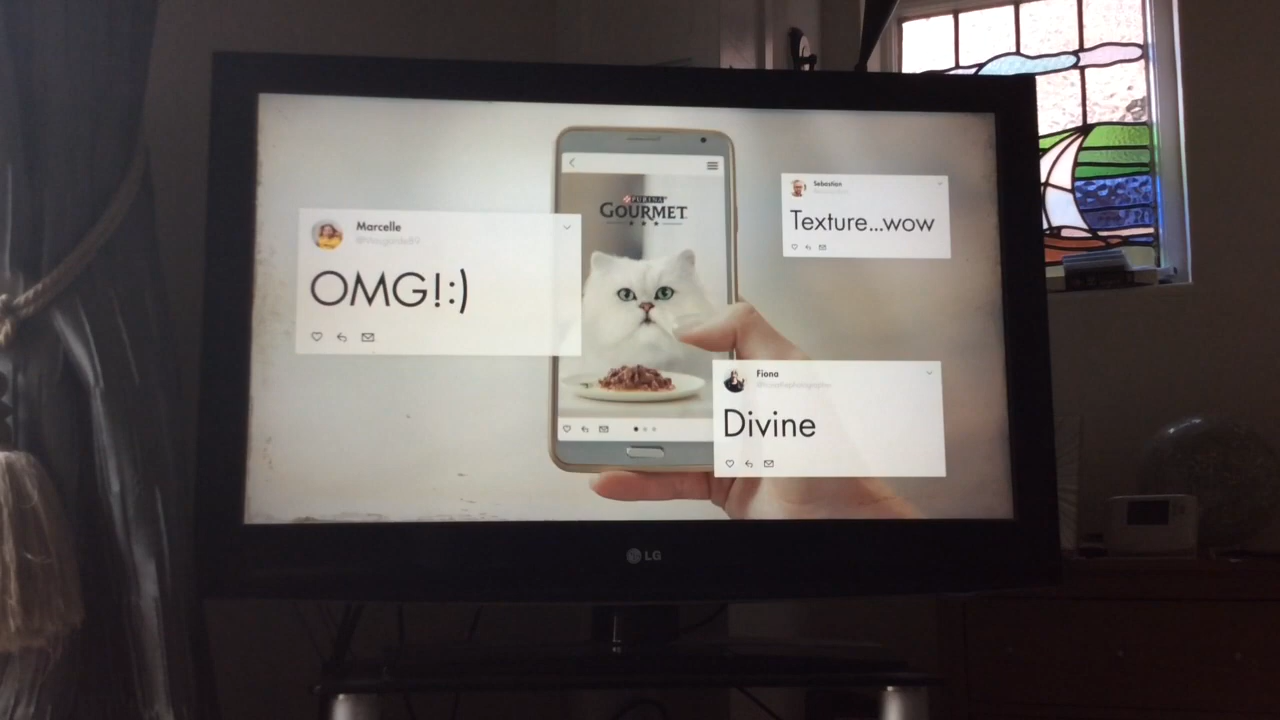 PURINA
GOURMET
Marcelle
OMG!:)
Sebastian
Texture...wow
Fiona
Divine
LG